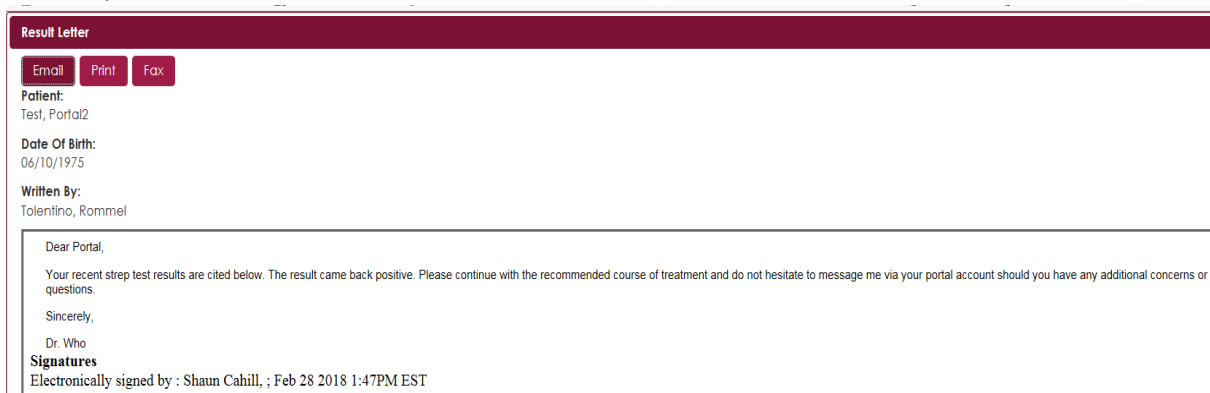 Result Letter
Email Print Fax
Patient:
Test, Portal2
Date Of Birth:
06/10/1975
Written By:
Tolentino, Rommel
Dear Portal,
Your recent strep test results are cited below. The result came back positive. Please continue with the recommended course of treatment and do not hesitate to message me via your portal account should you have any additional concerns or
questions.
Sincerely,
Dr. Who
Signatures
Electronically signed by : Shaun Cahill, ; Feb 28 2018 1:47PM EST